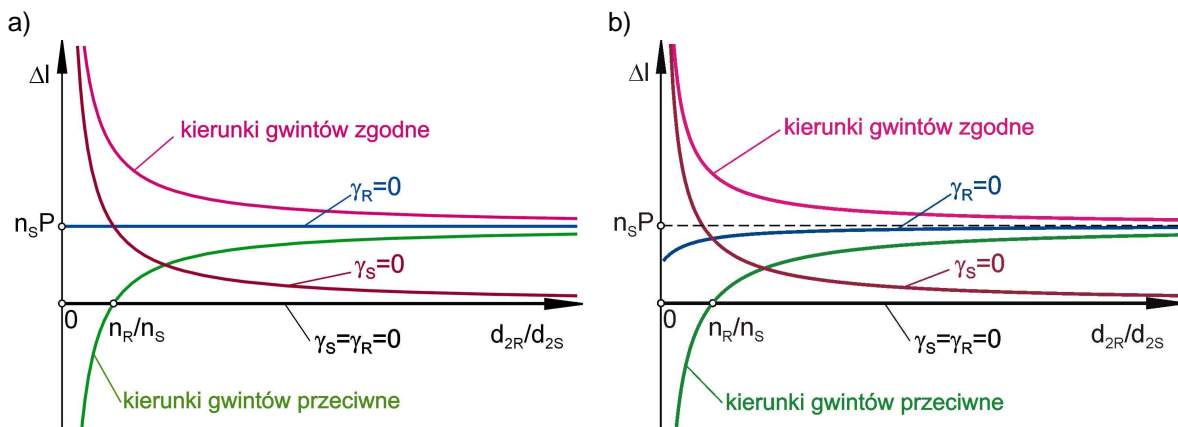 a)
Δl
kierunki gwintów zgodne
γR=0
nSP
γS=0
0
nR/nS
γS=γR=0
d2R/d2S
kierunki gwintów przeciwne
b)
Δl
kierunki gwintów zgodne
γR=0
nSP
γS=0
0
nR/nS
γS=γR=0
d2R/d2S
kierunki gwintów przeciwne